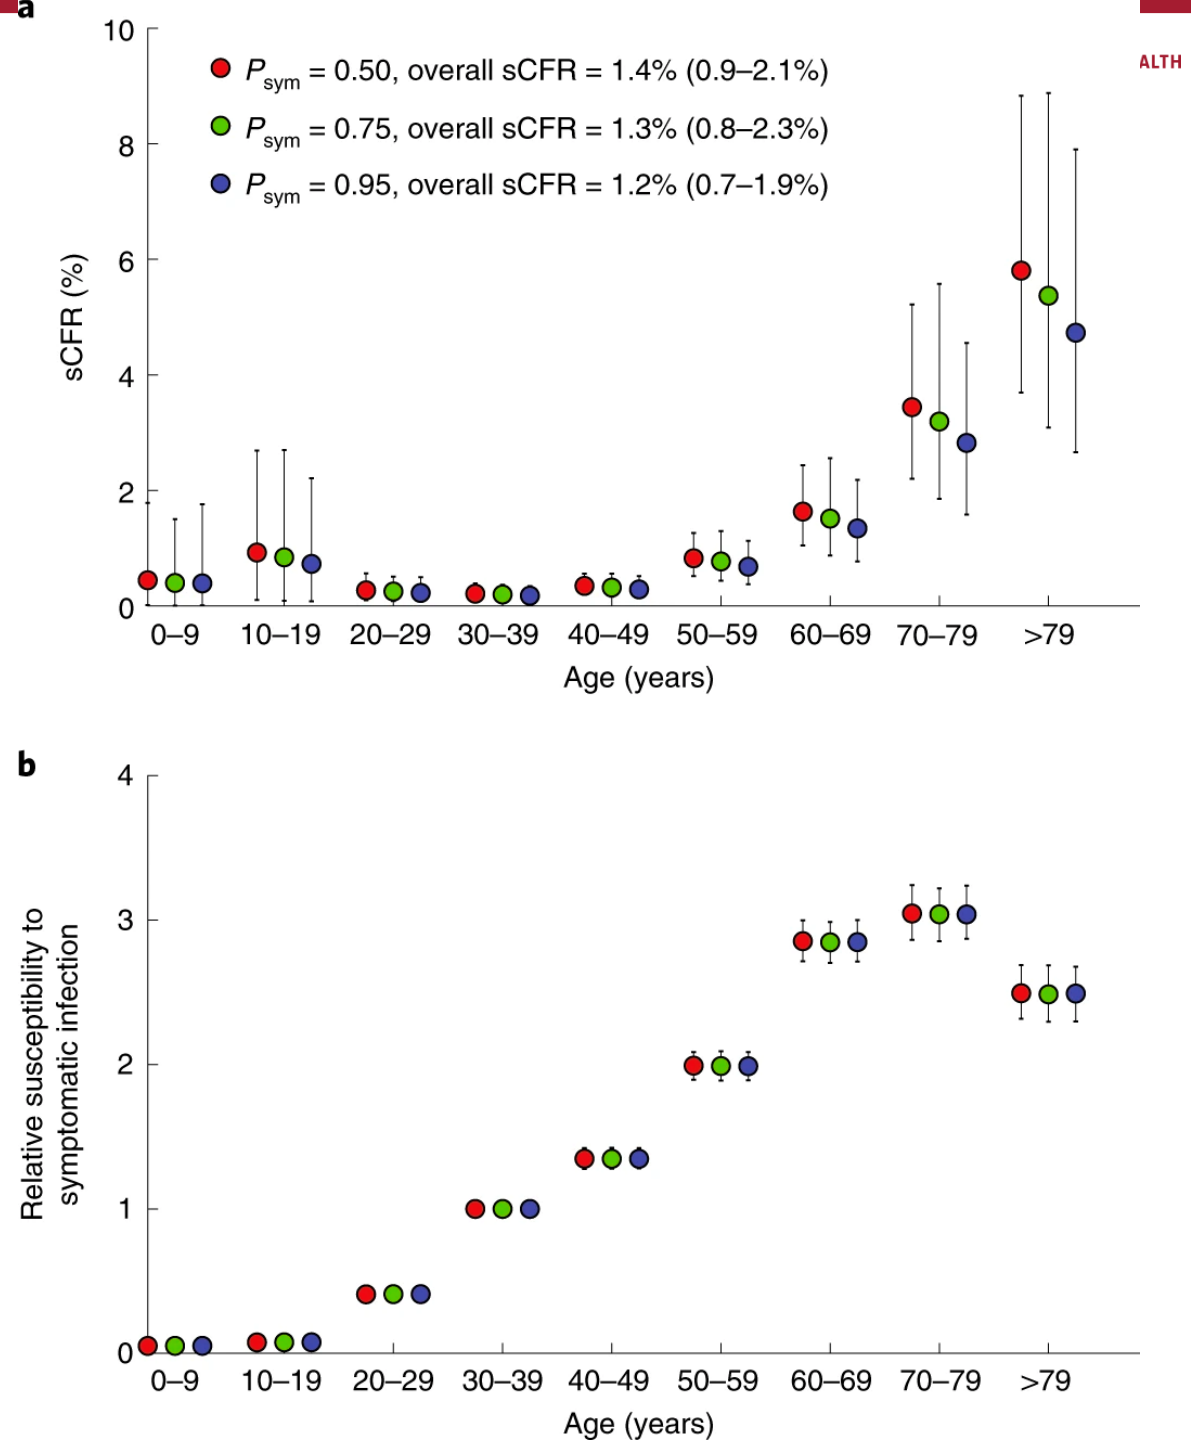 a
ALTH
10
8
6
4
2
0
sCFR (%)
Psym = 0.50, overall sCFR = 1.4% (0.9–2.1%)
Psym = 0.75, overall sCFR = 1.3% (0.8–2.3%)
Psym = 0.95, overall sCFR = 1.2% (0.7–1.9%)
0–9 10–19 20–29 30–39 40–49 50–59 60–69 70–79 >79
Age (years)
b
4
3
2
1
0
Relative susceptibility to
symptomatic infection
0–9 10–19 20–29 30–39 40–49 50–59 60–69 70–79 >79
Age (years)